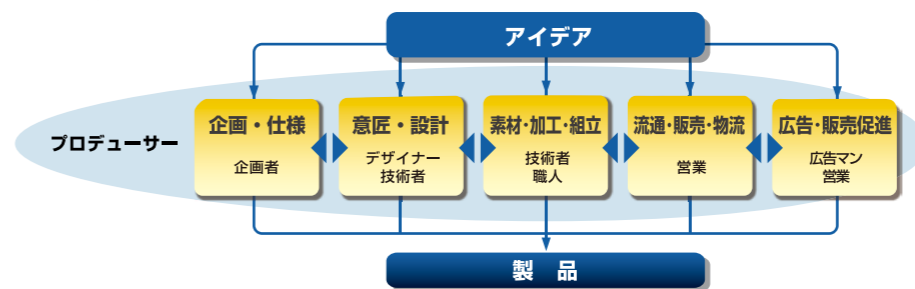 アイデア
プロデューサー
企画・仕様
企画者
意匠・設計
デザイナー
技術者
素材・加工・組立
技術者
職人
流通・販売・物流
営業
広告・販売促進
広告マン
営業
製　品